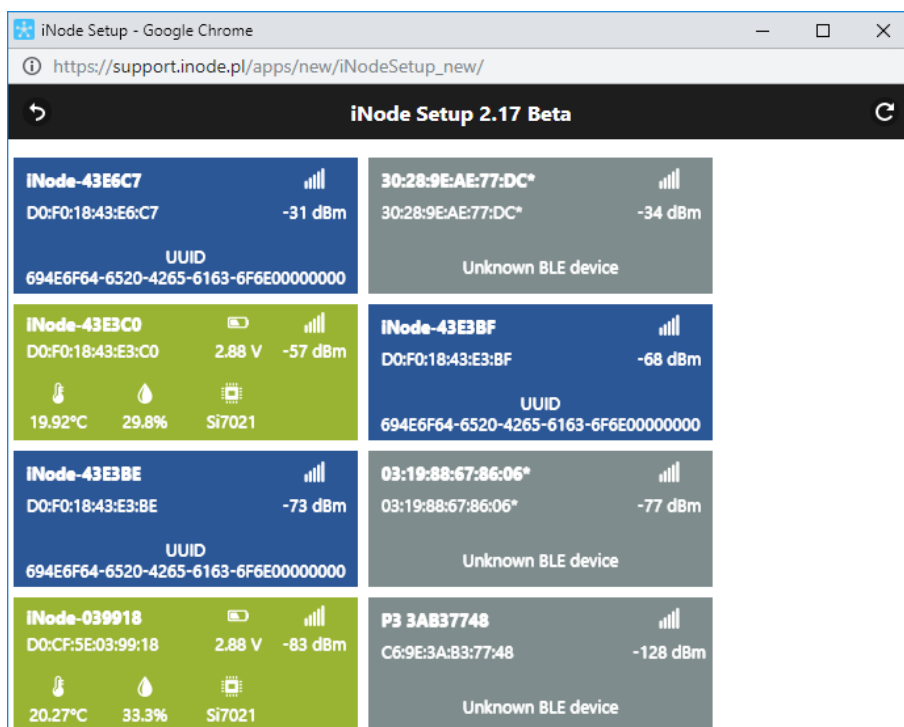 iNode Setup - Google Chrome
https://support.inode.pl/apps/new/iNodeSetup_new/
iNode Setup 2.17 Beta
iNode-43E6C7
D0:F0:18:43:E6:C7 -31 dBm
UUID
694E6F64-6520-4265-6163-6F6E00000000
30:28:9E:AE:77:DC*
30:28:9E:AE:77:DC* -34 dBm
Unknown BLE device
iNode-43E3C0
D0:F0:18:43:E3:C0 2.88 V -57 dBm
19.92°C 29.8% Si7021
iNode-43E3BF
D0:F0:18:43:E3:BF -68 dBm
UUID
694E6F64-6520-4265-6163-6F6E00000000
iNode-43E3BE
D0:F0:18:43:E3:BE -73 dBm
UUID
694E6F64-6520-4265-6163-6F6E00000000
03:19:88:67:86:06*
03:19:88:67:86:06* -77 dBm
Unknown BLE device
iNode-039918
D0:CF:5E:03:99:18 2.88 V -83 dBm
20.27°C 33.3% Si7021
P3 3AB37748
C6:9E:3A:B3:77:48 -128 dBm
Unknown BLE device